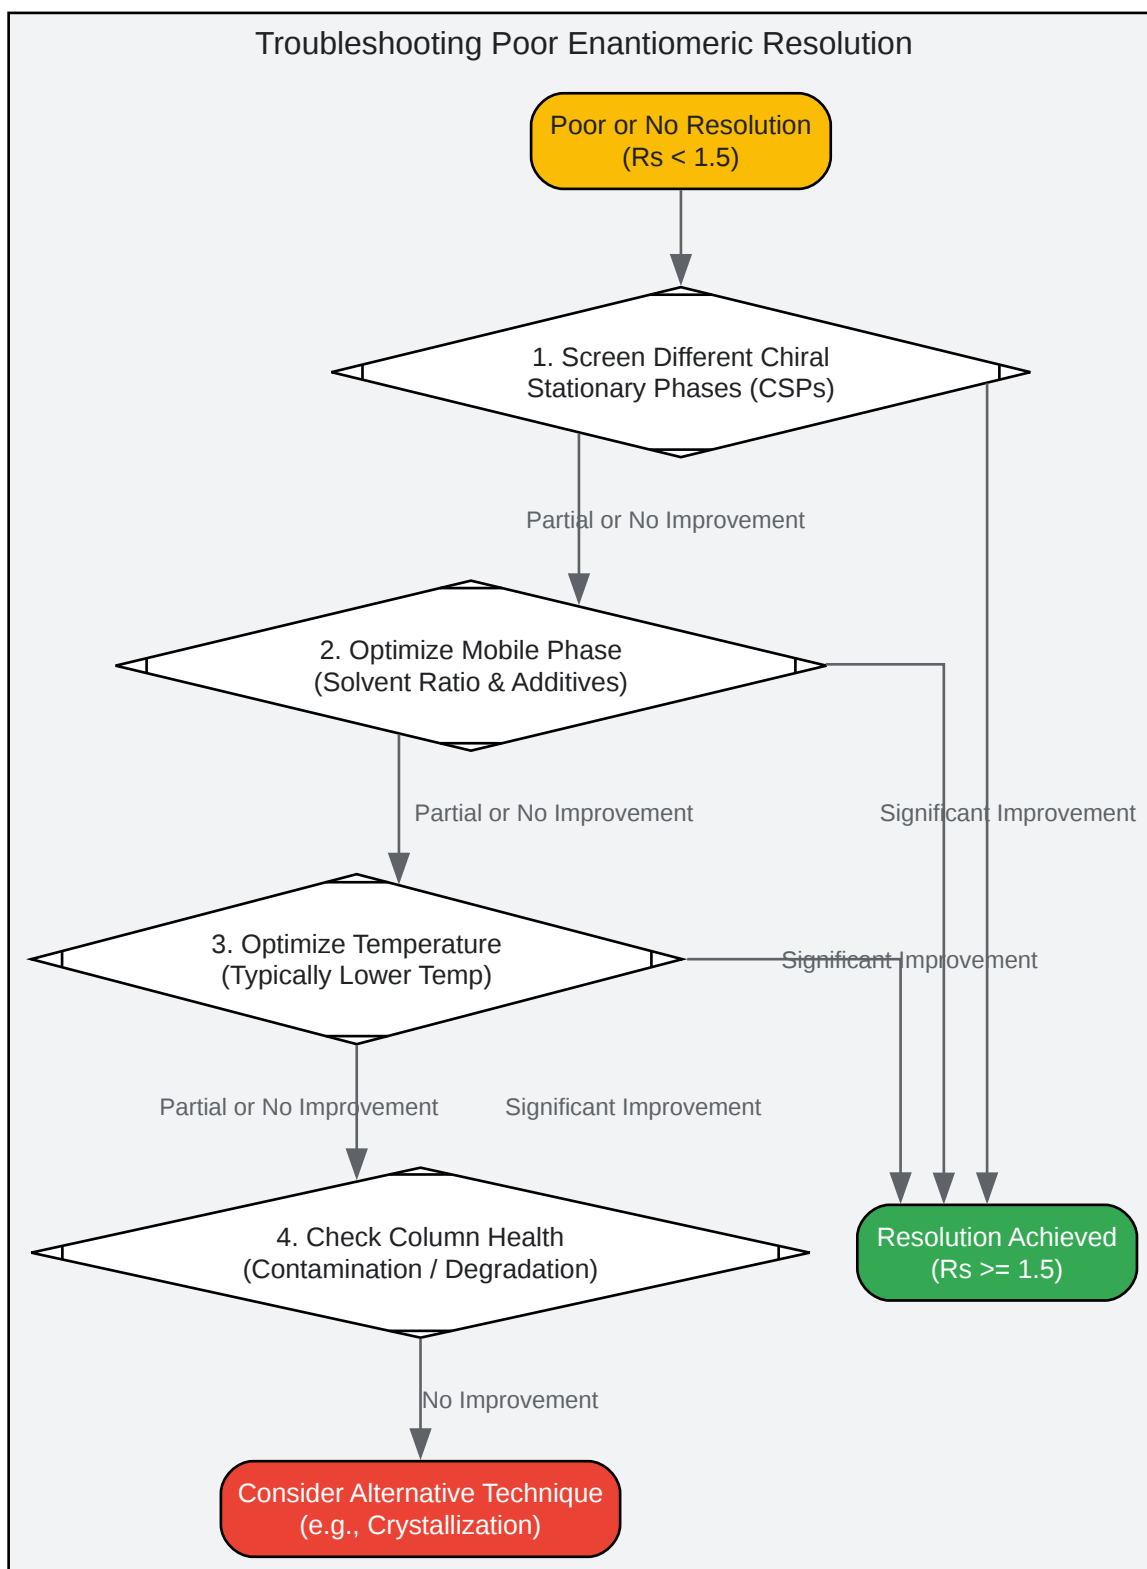 Troubleshooting Poor Enantiomeric Resolution
Poor or No Resolution
(Rs < 1.5)
1. Screen Different Chiral
Stationary Phases (CSPs)
Partial or No Improvement
2. Optimize Mobile Phase
(Solvent Ratio & Additives)
Partial or No Improvement
Significant Improvement
3. Optimize Temperature
(Typically Lower Temp)
Significant Improvement
Partial or No Improvement
Significant Improvement
4. Check Column Health
(Contamination / Degradation)
Resolution Achieved
(Rs >= 1.5)
No Improvement
Consider Alternative Technique
(e.g., Crystallization)